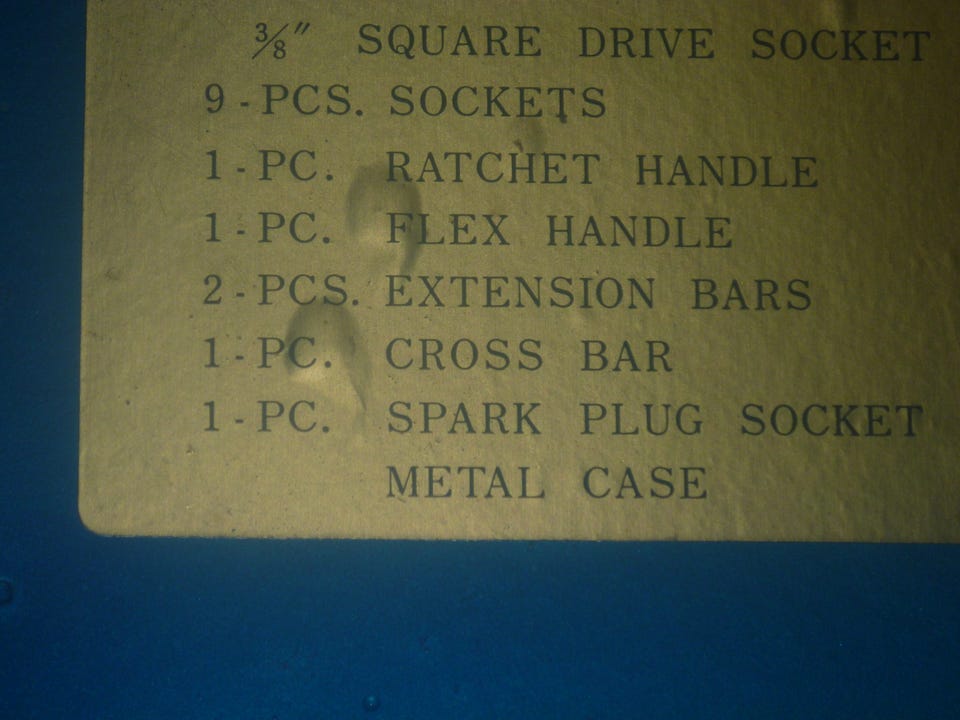 3/8" SQUARE DRIVE SOCKET
9-PCS. SOCKETS
1-PC. RATCHET HANDLE
1-PC. FLEX HANDLE
2-PCS. EXTENSION BARS
1-PC. CROSS BAR
1-PC. SPARK PLUG SOCKET
METAL CASE